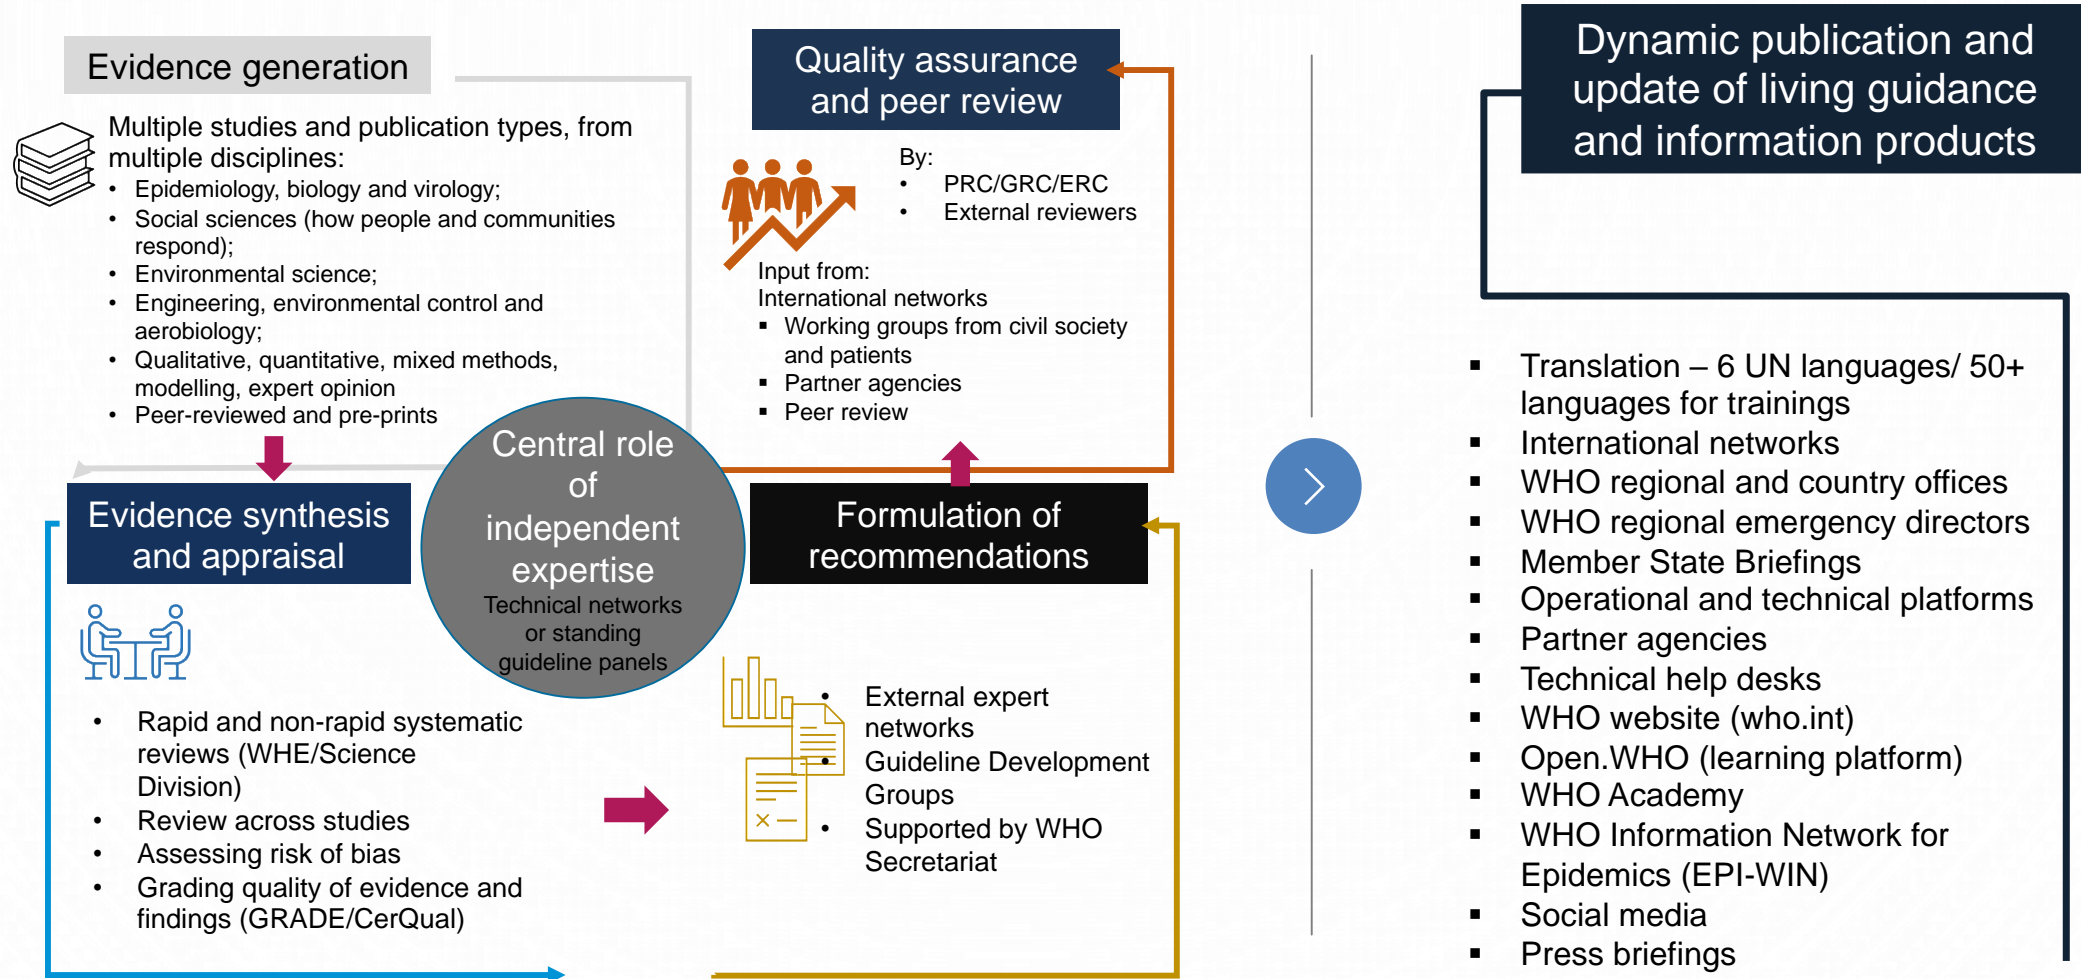 Evidence generation
Multiple studies and publication types, from
multiple disciplines:
• Epidemiology, biology and virology;
• Social sciences (how people and communities
respond);
• Environmental science;
• Engineering, environmental control and
aerobiology;
• Qualitative, quantitative, mixed methods,
modelling, expert opinion
• Peer-reviewed and pre-prints
Evidence synthesis
and appraisal
• Rapid and non-rapid systematic
reviews (WHE/Science
Division)
• Review across studies
• Assessing risk of bias
• Grading quality of evidence and
findings (GRADE/CerQual)
Central role
of
independent
expertise
Technical networks
or standing
guideline panels
Quality assurance
and peer review
By:
• PRC/GRC/ERC
• External reviewers
Input from:
International networks
▪ Working groups from civil society
and patients
▪ Partner agencies
▪ Peer review
Formulation of
recommendations
• External expert
networks
• Guideline Development
Groups
• Supported by WHO
Secretariat
Dynamic publication and
update of living guidance
and information products
▪ Translation – 6 UN languages/ 50+
languages for trainings
▪ International networks
▪ WHO regional and country offices
▪ WHO regional emergency directors
▪ Member State Briefings
▪ Operational and technical platforms
▪ Partner agencies
▪ Technical help desks
▪ WHO website (who.int)
▪ Open.WHO (learning platform)
▪ WHO Academy
▪ WHO Information Network for
Epidemics (EPI-WIN)
▪ Social media
▪ Press briefings